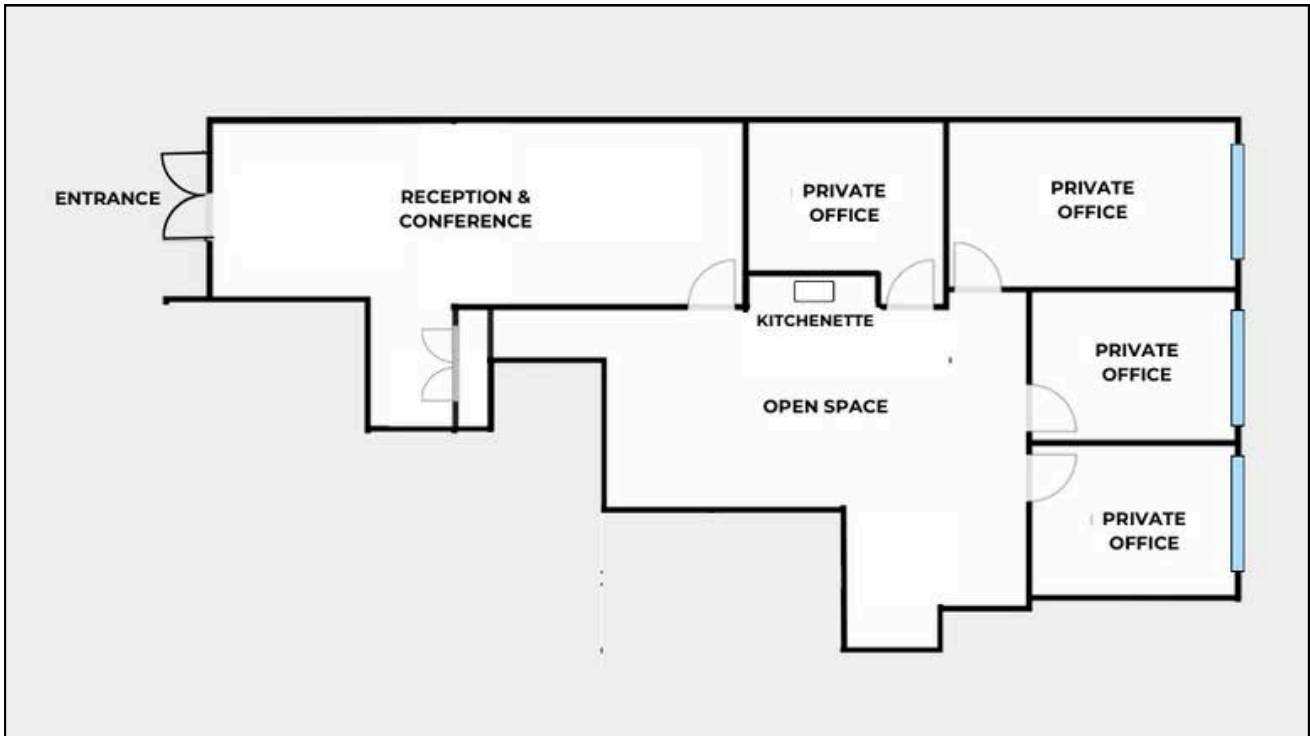 ENTRANCE
RECEPTION &
CONFERENCE
PRIVATE
OFFICE
PRIVATE
OFFICE
KITCHENETTE
PRIVATE
OFFICE
OPEN SPACE
PRIVATE
OFFICE